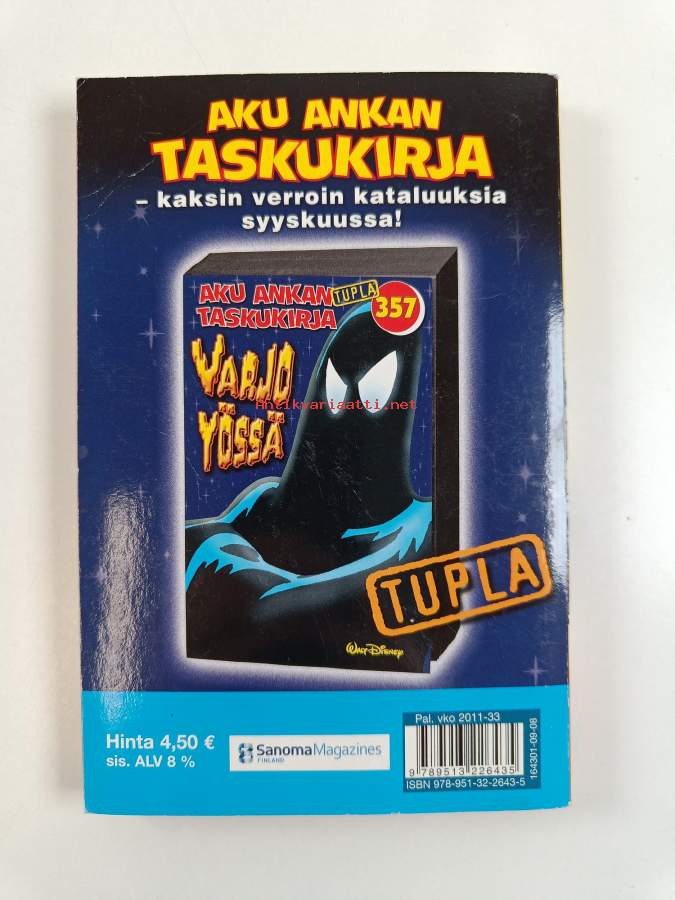 AKU ANKAN
TASKUKIRJA
– kaksin verroin kataluuksia
syyskuussa!
AKU ANKAN TUPLA
TASKUKIRJA
357
VARJO
YÖSSÄ
Antikvariaatti.net
TUPLA
WALT DISNEY
Hinta 4,50 €
sis. ALV 8 %
SanomaMagazines
FINLAND
Pal. vko 2011-33
9 789513 226435
ISBN 978-951-32-2643-5
164301-09-08